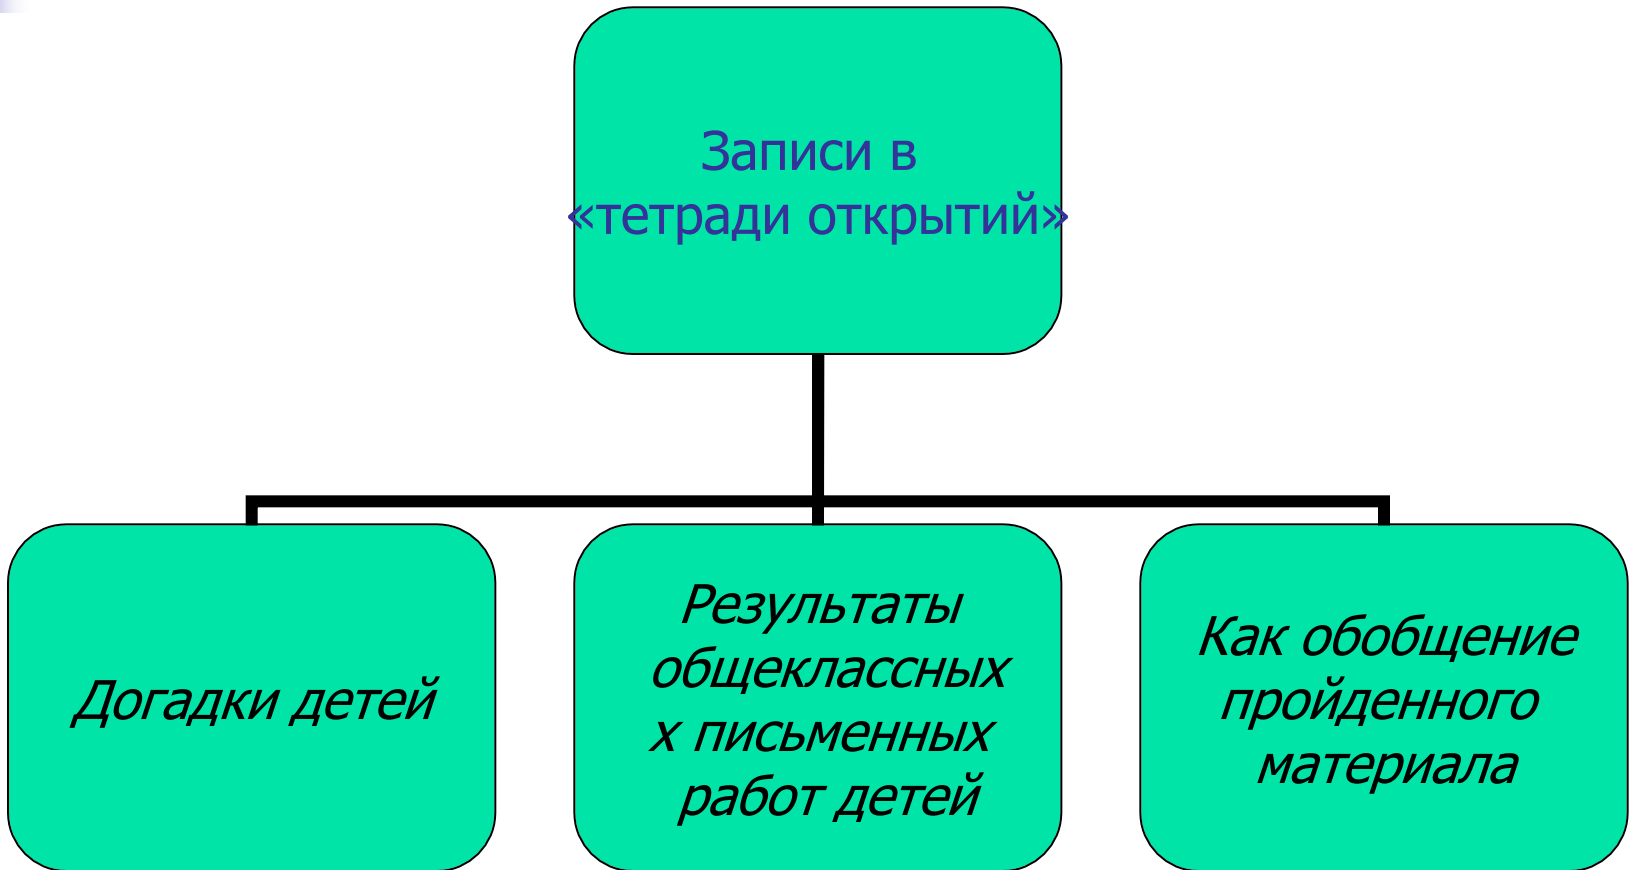 Записи в
«тетради открытий»
Догадки детей
Результаты
общеклассных
х письменных
работ детей
Как обобщение
пройденного
материала